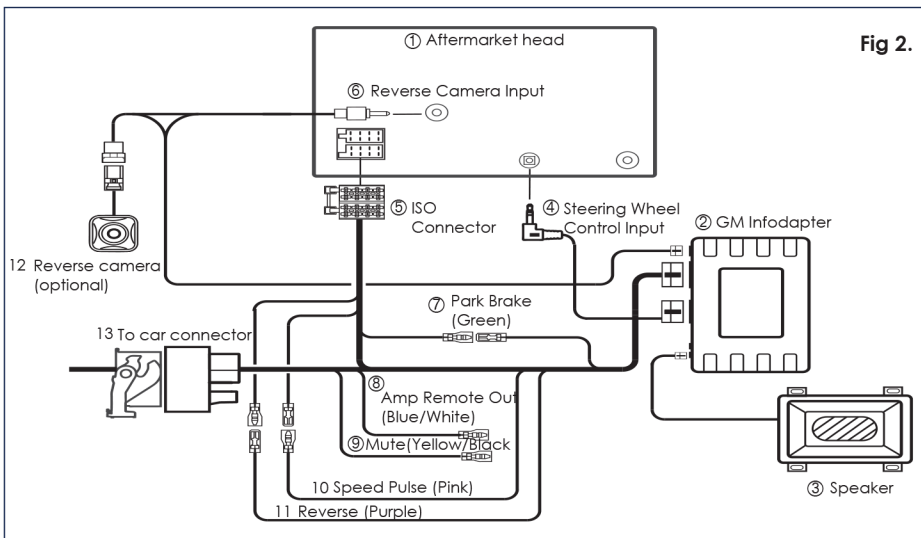 ① Aftermarket head
Fig 2.
⑥ Reverse Camera Input
⑤ ISO
Connector
④ Steering Wheel
Control Input
② GM Infodapter
12 Reverse camera
(optional)
⑦ Park Brake
(Green)
13 To car connector
⑧
Amp Remote Out
(Blue/White)
⑨ Mute(Yellow/Black
10 Speed Pulse (Pink)
11 Reverse (Purple)
③ Speaker